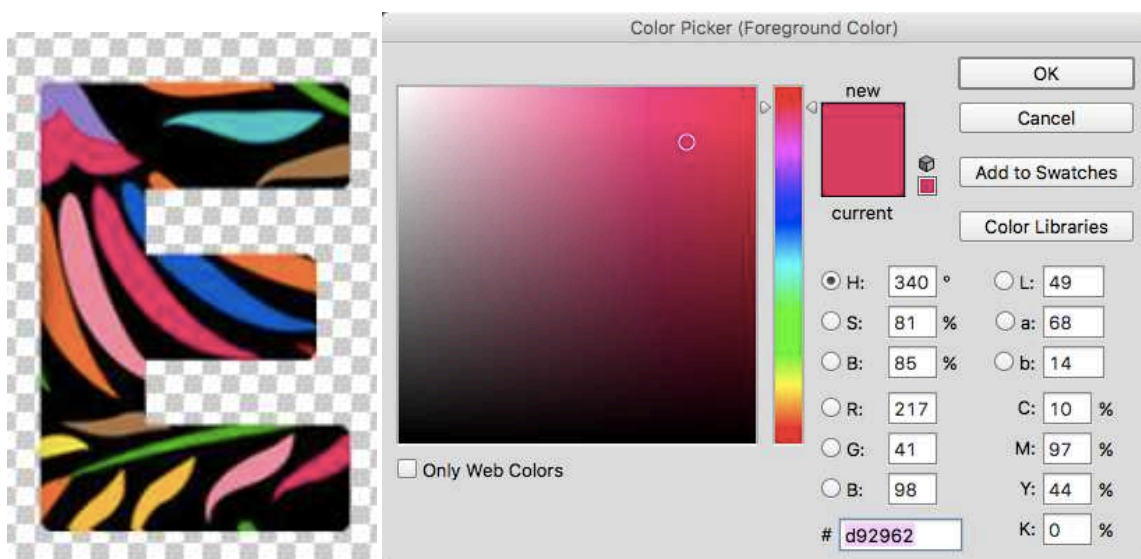 Color Picker (Foreground Color)
new
current
OK
Cancel
Add to Swatches
Color Libraries
H: 340 °
S: 81 %
B: 85 %
R: 217
G: 41
B: 98
# d92962
L: 49
a: 68
b: 14
C: 10 %
M: 97 %
Y: 44 %
K: 0 %
Only Web Colors